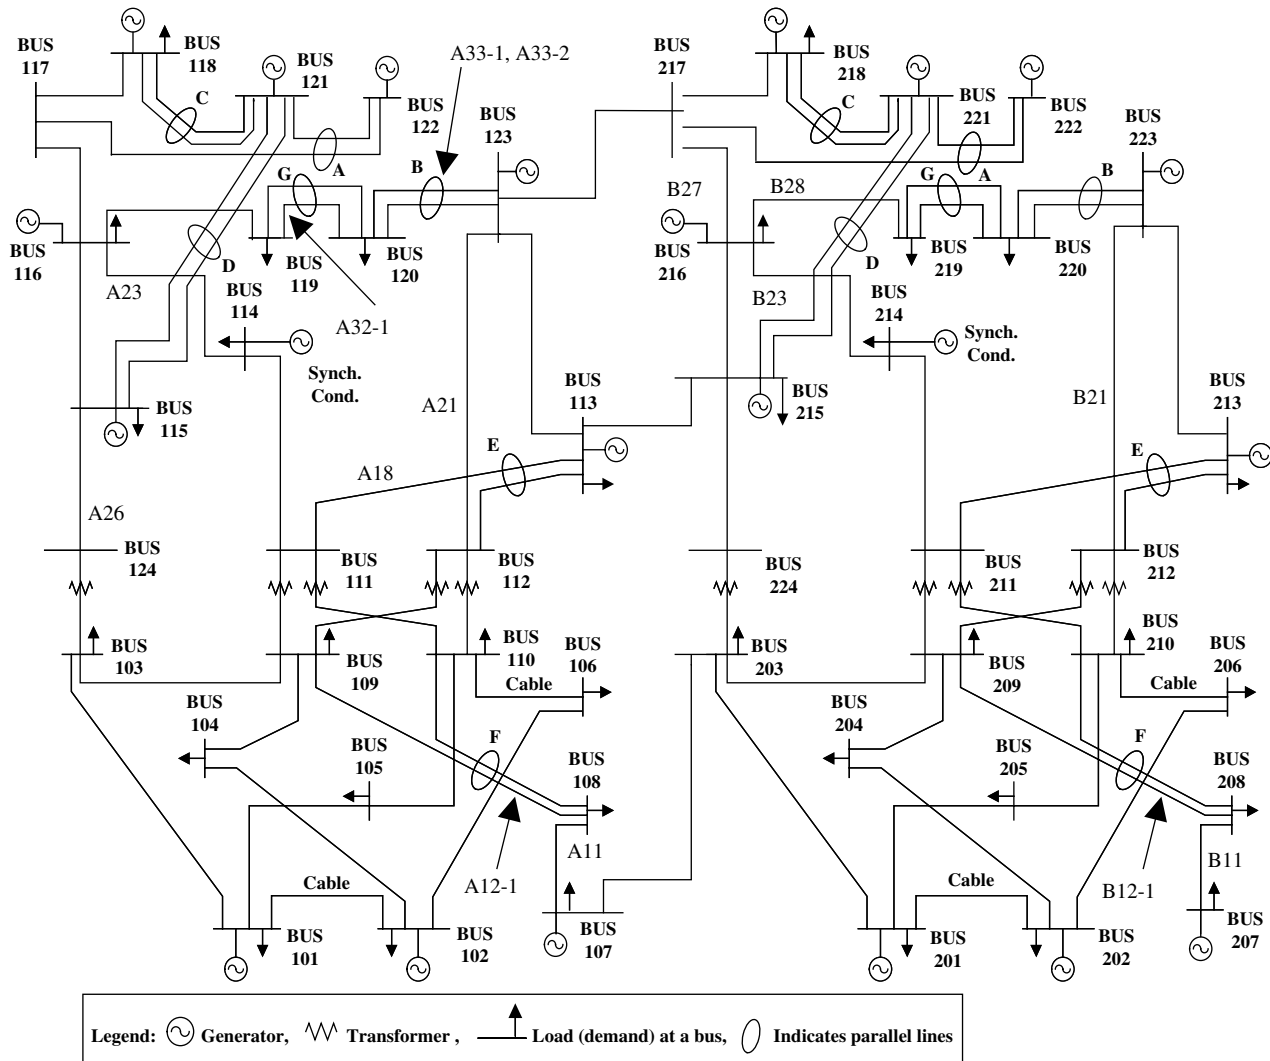 BUS
117
BUS
118
C
BUS
121
BUS
122
A
A33-1, A33-2
BUS
123
B
G
BUS
116
D
BUS
119
BUS
120
A23
A32-1
BUS
114
Synch.
Cond.
BUS
115
A21
BUS
113
E
A18
A26
BUS
124
BUS
111
BUS
112
BUS
103
BUS
109
BUS
110
BUS
106
Cable
BUS
104
BUS
105
F
BUS
108
A11
A12-1
Cable
BUS
101
BUS
102
BUS
107
BUS
217
BUS
218
C
BUS
221
BUS
222
A
BUS
223
B
G
B27
B28
BUS
216
D
BUS
219
BUS
220
B23
BUS
214
Synch.
Cond.
BUS
215
B21
BUS
213
E
BUS
224
BUS
211
BUS
212
BUS
203
BUS
209
BUS
210
BUS
206
Cable
BUS
204
BUS
205
F
BUS
208
B11
B12-1
Cable
BUS
201
BUS
202
BUS
207
Legend: Generator, Transformer , Load (demand) at a bus, Indicates parallel lines